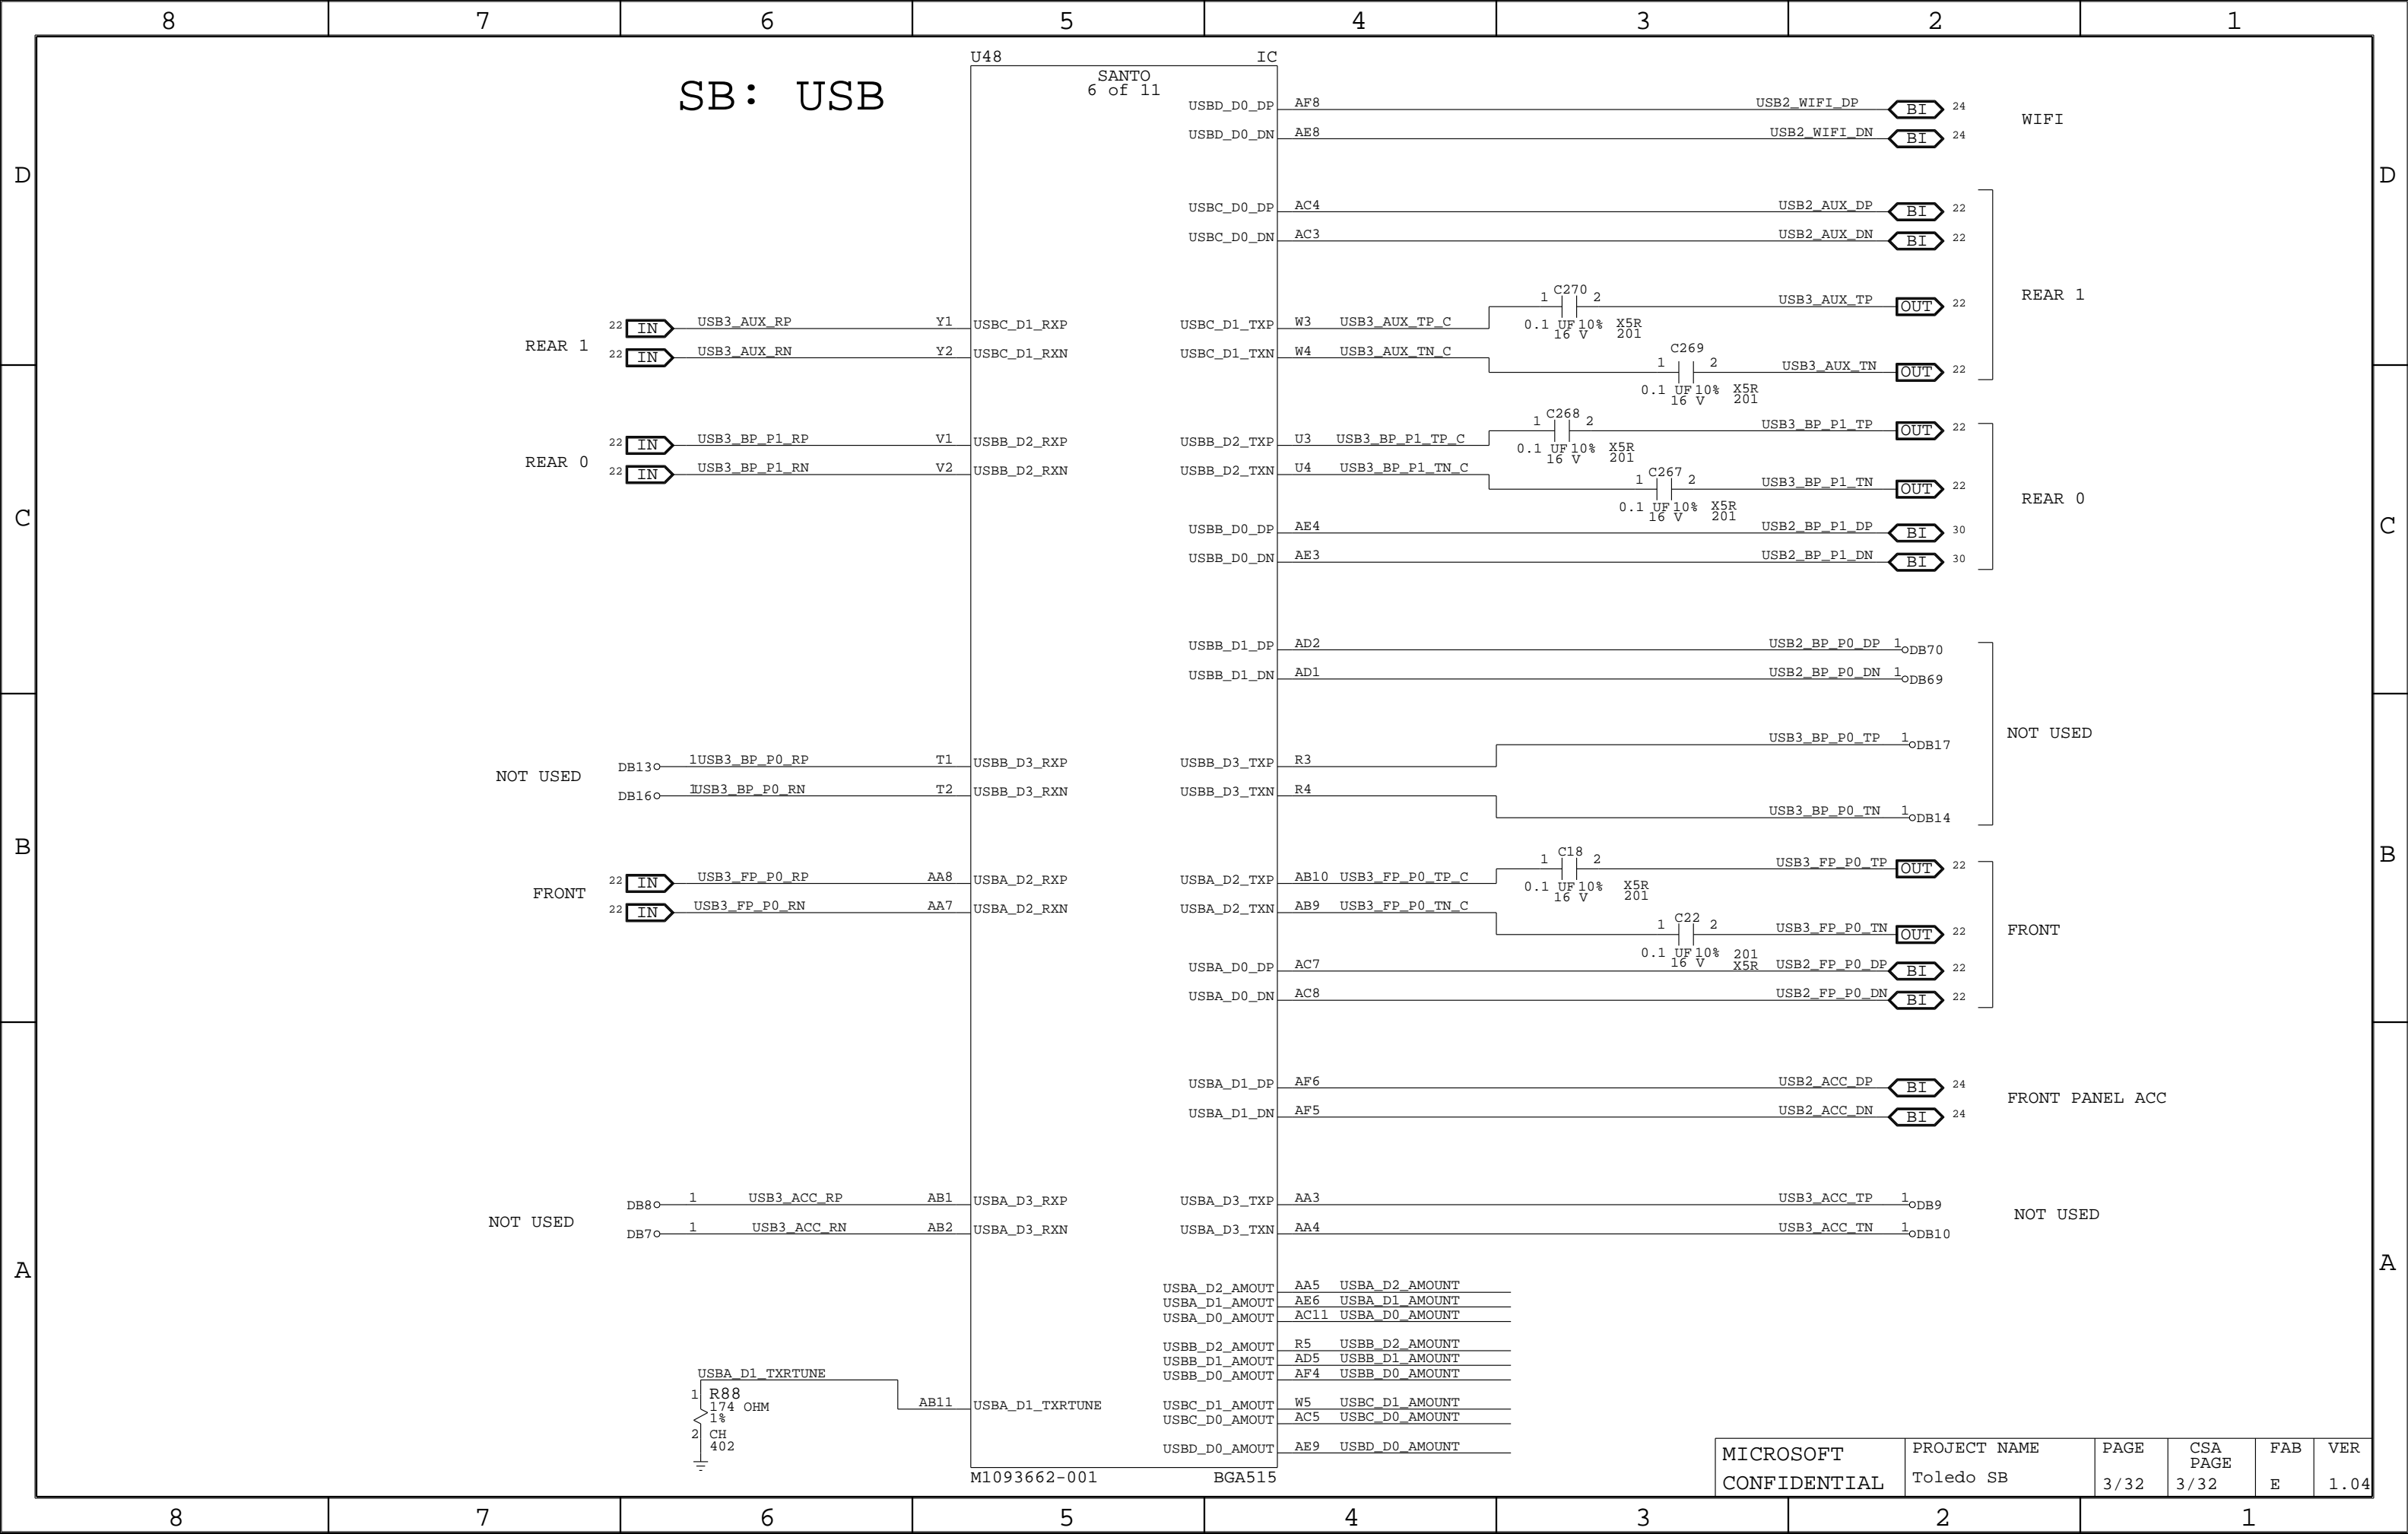 8 7 6 5 4 3 2 1
U48 IC
SANTO
6 of 11
SB: USB
USBD_D0_DP AF8 USB2_WIFI_DP BI 24
WIFI
USBD_D0_DN AE8 USB2_WIFI_DN BI 24
D D
USBC_D0_DP AC4 USB2_AUX_DP BI 22
USBC_D0_DN AC3 USB2_AUX_DN BI 22
REAR 1
1 C270 2
USB3_AUX_TP OUT 22
0.1 UF 10% X5R
16 V 201
22 IN USB3_AUX_RP Y1 USBC_D1_RXP USBC_D1_TXP W3 USB3_AUX_TP_C
REAR 1
22 IN USB3_AUX_RN Y2 USBC_D1_RXN USBC_D1_TXN W4 USB3_AUX_TN_C
1 C269 2
USB3_AUX_TN OUT 22
0.1 UF 10% X5R
16 V 201
1 C268 2
USB3_BP_P1_TP OUT 22
0.1 UF 10% X5R
16 V 201
22 IN USB3_BP_P1_RP V1 USBB_D2_RXP USBB_D2_TXP U3 USB3_BP_P1_TP_C
REAR 0
22 IN USB3_BP_P1_RN V2 USBB_D2_RXN USBB_D2_TXN U4 USB3_BP_P1_TN_C
1 C267 2
USB3_BP_P1_TN OUT 22
0.1 UF 10% X5R
16 V 201
REAR 0
C C
USBB_D0_DP AE4 USB2_BP_P1_DP BI 30
USBB_D0_DN AE3 USB2_BP_P1_DN BI 30
USBB_D1_DP AD2 USB2_BP_P0_DP 1 DB70
USBB_D1_DN AD1 USB2_BP_P0_DN 1 DB69
NOT USED
USB3_BP_P0_TP 1 DB17
DB13 1 USB3_BP_P0_RP T1 USBB_D3_RXP USBB_D3_TXP R3
NOT USED
DB16 1 USB3_BP_P0_RN T2 USBB_D3_RXN USBB_D3_TXN R4
USB3_BP_P0_TN 1 DB14
B B
1 C18 2
USB3_FP_P0_TP OUT 22
0.1 UF 10% X5R
16 V 201
22 IN USB3_FP_P0_RP AA8 USBA_D2_RXP USBA_D2_TXP AB10 USB3_FP_P0_TP_C
FRONT
22 IN USB3_FP_P0_RN AA7 USBA_D2_RXN USBA_D2_TXN AB9 USB3_FP_P0_TN_C
1 C22 2
USB3_FP_P0_TN OUT 22
FRONT
0.1 UF 10% 201
16 V X5R
USBA_D0_DP AC7 USB2_FP_P0_DP BI 22
USBA_D0_DN AC8 USB2_FP_P0_DN BI 22
USBA_D1_DP AF6 USB2_ACC_DP BI 24
FRONT PANEL ACC
USBA_D1_DN AF5 USB2_ACC_DN BI 24
DB8 1 USB3_ACC_RP AB1 USBA_D3_RXP USBA_D3_TXP AA3 USB3_ACC_TP 1 DB9
NOT USED NOT USED
DB7 1 USB3_ACC_RN AB2 USBA_D3_RXN USBA_D3_TXN AA4 USB3_ACC_TN 1 DB10
A A
USBA_D2_AMOUT AA5 USBA_D2_AMOUNT
USBA_D1_AMOUT AE6 USBA_D1_AMOUNT
USBA_D0_AMOUT AC11 USBA_D0_AMOUNT
USBB_D2_AMOUT R5 USBB_D2_AMOUNT
USBB_D1_AMOUT AD5 USBB_D1_AMOUNT
USBB_D0_AMOUT AF4 USBB_D0_AMOUNT
USBA_D1_TXRTUNE
1 R88
174 OHM
1%
2 CH
402
AB11 USBA_D1_TXRTUNE USBC_D1_AMOUT W5 USBC_D1_AMOUNT
USBC_D0_AMOUT AC5 USBC_D0_AMOUNT
USBD_D0_AMOUT AE9 USBD_D0_AMOUNT
M1093662-001 BGA515
MICROSOFT
CONFIDENTIAL
PROJECT NAME
Toledo SB
PAGE
3/32
CSA
PAGE
3/32
FAB
E
VER
1.04
8 7 6 5 4 3 2 1